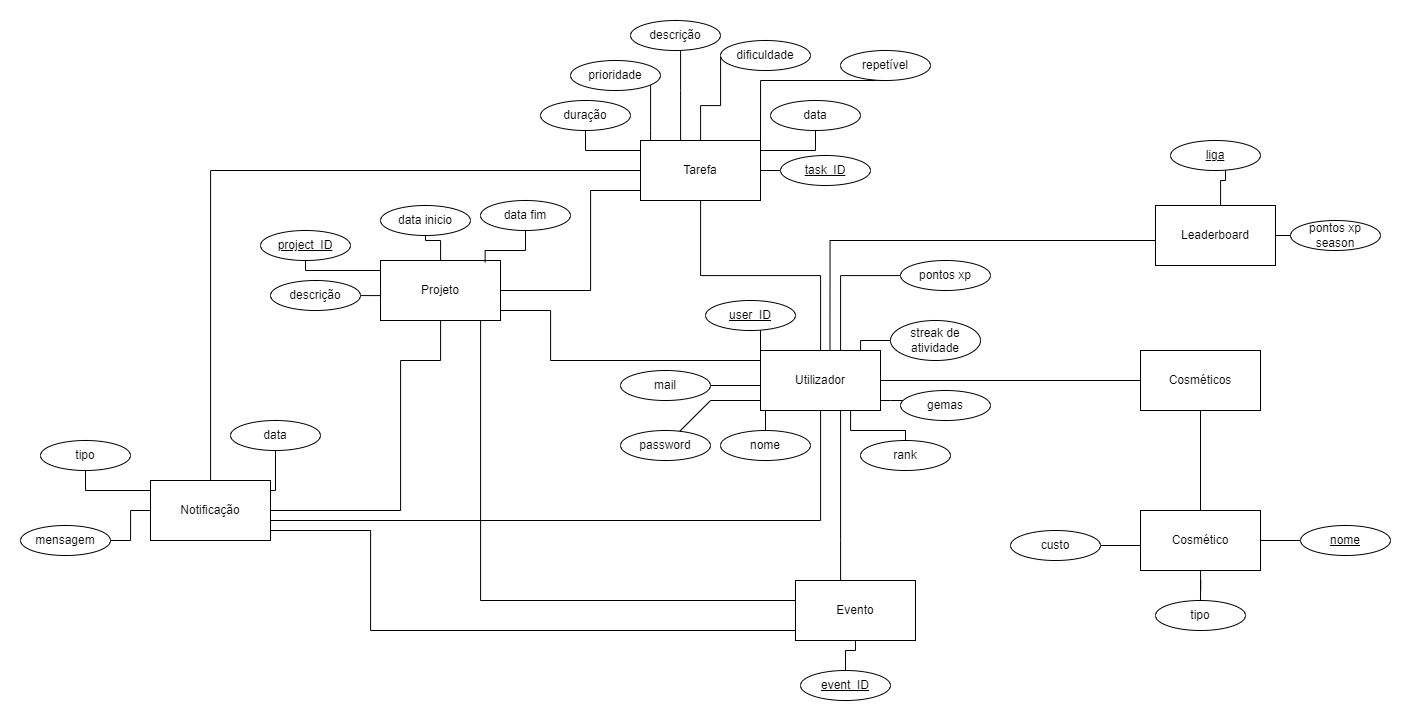 descrição
dificuldade
repetível
prioridade
duração
data
Tarefa
task_ID
liga
Leaderboard
pontos xp
season
data inicio
data fim
project_ID
descrição
Projeto
pontos xp
user_ID
streak de
atividade
Utilizador
Cosméticos
mail
gemas
password
nome
rank
data
tipo
Notificação
mensagem
custo
Cosmético
nome
tipo
Evento
event_ID